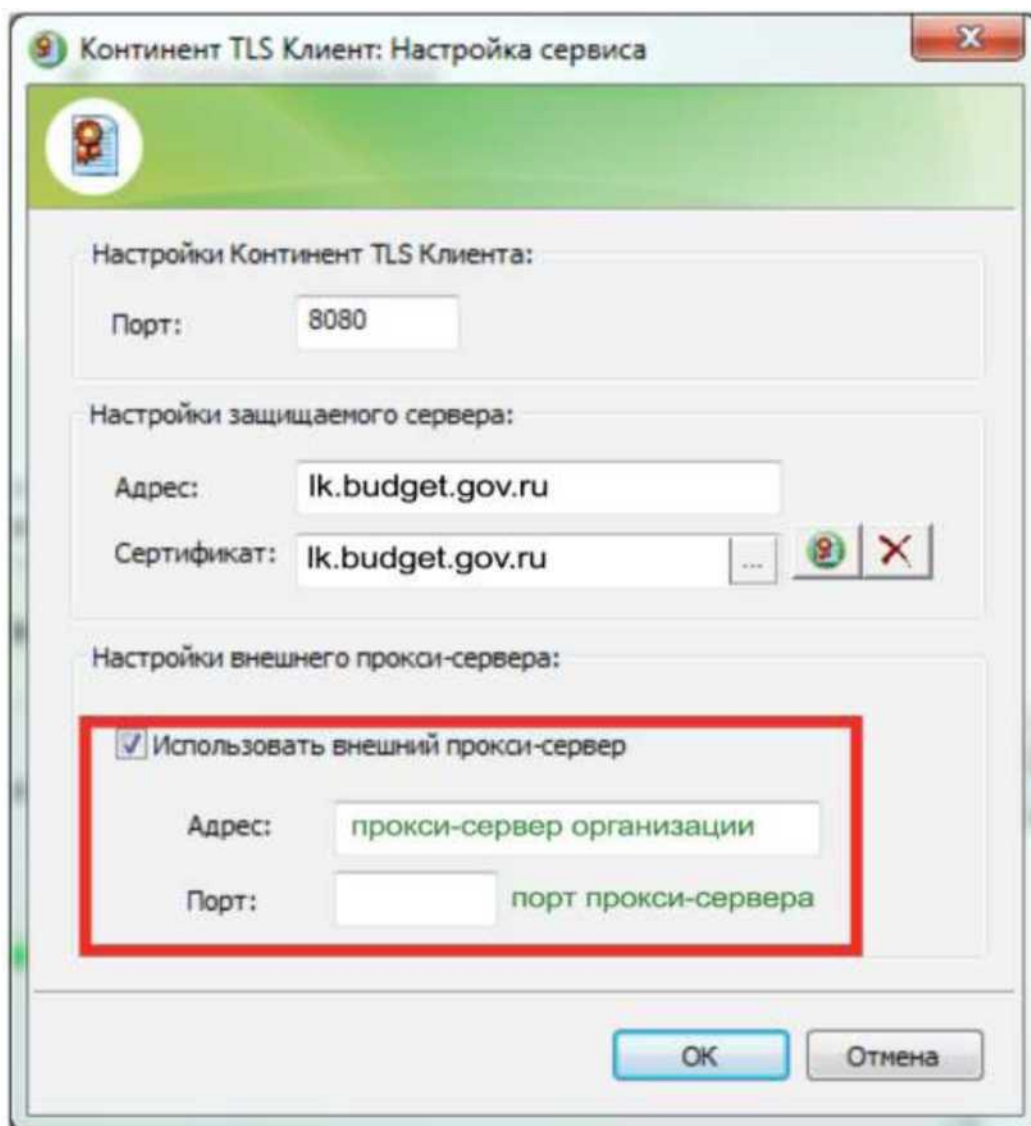 Континент TLS Клиент: Настройка сервиса
Настройки Континент TLS Клиента:
Порт: 8080
Настройки защищаемого сервера:
Адрес: lk.budget.gov.ru
Сертификат: lk.budget.gov.ru ...
Настройки внешнего прокси-сервера:
Использовать внешний прокси-сервер
Адрес: прокси-сервер организации
Порт: порт прокси-сервера
ОК Отмена